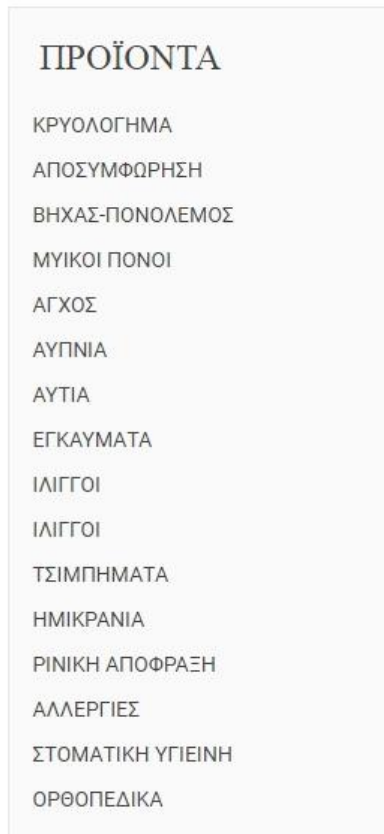 ΠΡΟΪΟΝΤΑ
ΚΡΥΟΛΟΓΗΜΑ
ΑΠΟΣΥΜΦΩΡΗΣΗ
ΒΗΧΑΣ-ΠΟΝΟΛΕΜΟΣ
ΜΥΙΚΟΙ ΠΟΝΟΙ
ΑΓΧΟΣ
ΑΥΠΝΙΑ
ΑΥΤΙΑ
ΕΓΚΑΥΜΑΤΑ
ΙΛΙΓΓΟΙ
ΙΛΙΓΓΟΙ
ΤΣΙΜΠΗΜΑΤΑ
ΗΜΙΚΡΑΝΙΑ
ΡΙΝΙΚΗ ΑΠΟΦΡΑΞΗ
ΑΛΛΕΡΓΙΕΣ
ΣΤΟΜΑΤΙΚΗ ΥΓΙΕΙΝΗ
ΟΡΘΟΠΕΔΙΚΑ